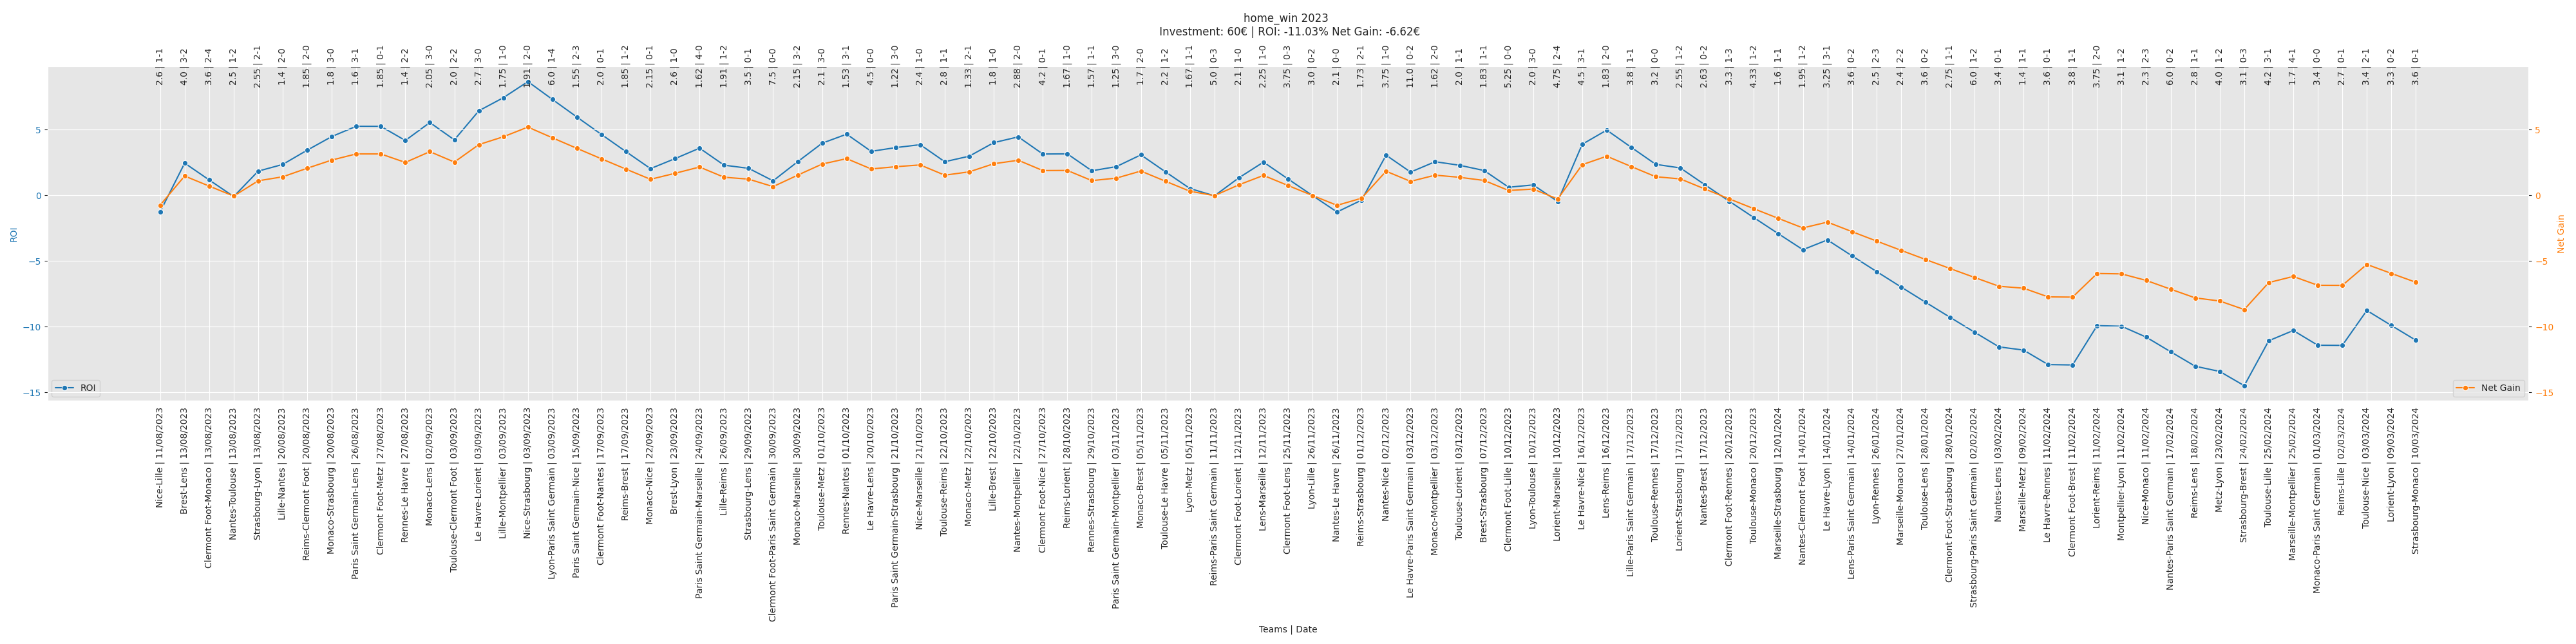 home_win 2023
Investment: 60€ | ROI: -11.03% Net Gain: -6.62€
2.6 | 1-1
4.0 | 3-2
3.6 | 2-4
2.5 | 1-2
2.55 | 2-1
1.4 | 2-0
1.85 | 2-0
1.8 | 3-0
1.6 | 3-1
1.85 | 0-1
1.4 | 2-2
2.05 | 3-0
2.0 | 2-2
2.7 | 3-0
1.75 | 1-0
1.91 | 2-0
6.0 | 1-4
1.55 | 2-3
2.0 | 0-1
1.85 | 1-2
2.15 | 0-1
2.6 | 1-0
1.62 | 4-0
1.91 | 1-2
3.5 | 0-1
7.5 | 0-0
2.15 | 3-2
2.1 | 3-0
1.53 | 3-1
4.5 | 0-0
1.22 | 3-0
2.4 | 1-0
2.8 | 1-1
1.33 | 2-1
1.8 | 1-0
2.88 | 2-0
4.2 | 0-1
1.67 | 1-0
1.57 | 1-1
1.25 | 3-0
1.7 | 2-0
2.2 | 1-2
1.67 | 1-1
5.0 | 0-3
2.1 | 1-0
2.25 | 1-0
3.75 | 0-3
3.0 | 0-2
2.1 | 0-0
1.73 | 2-1
3.75 | 1-0
11.0 | 0-2
1.62 | 2-0
2.0 | 1-1
1.83 | 1-1
5.25 | 0-0
2.0 | 3-0
4.75 | 2-4
4.5 | 3-1
1.83 | 2-0
3.8 | 1-1
3.2 | 0-0
2.55 | 1-2
2.63 | 0-2
3.3 | 1-3
4.33 | 1-2
1.6 | 1-1
1.95 | 1-2
3.25 | 3-1
3.6 | 0-2
2.5 | 2-3
2.4 | 2-2
3.6 | 0-2
2.75 | 1-1
6.0 | 1-2
3.4 | 0-1
1.4 | 1-1
3.6 | 0-1
3.8 | 1-1
3.75 | 2-0
3.1 | 1-2
2.3 | 2-3
6.0 | 0-2
2.8 | 1-1
4.0 | 1-2
3.1 | 0-3
4.2 | 3-1
1.7 | 4-1
3.4 | 0-0
2.7 | 0-1
3.4 | 2-1
3.3 | 0-2
3.6 | 0-1
ROI
5
0
−5
−10
−15
5
0
−5
−10
−15
Net Gain
ROI
Net Gain
Nice-Lille | 11/08/2023
Brest-Lens | 13/08/2023
Clermont Foot-Monaco | 13/08/2023
Nantes-Toulouse | 13/08/2023
Strasbourg-Lyon | 13/08/2023
Lille-Nantes | 20/08/2023
Reims-Clermont Foot | 20/08/2023
Monaco-Strasbourg | 20/08/2023
Paris Saint Germain-Lens | 26/08/2023
Clermont Foot-Metz | 27/08/2023
Rennes-Le Havre | 27/08/2023
Monaco-Lens | 02/09/2023
Toulouse-Clermont Foot | 03/09/2023
Le Havre-Lorient | 03/09/2023
Lille-Montpellier | 03/09/2023
Nice-Strasbourg | 03/09/2023
Lyon-Paris Saint Germain | 03/09/2023
Paris Saint Germain-Nice | 15/09/2023
Clermont Foot-Nantes | 17/09/2023
Reims-Brest | 17/09/2023
Monaco-Nice | 22/09/2023
Brest-Lyon | 23/09/2023
Paris Saint Germain-Marseille | 24/09/2023
Lille-Reims | 26/09/2023
Strasbourg-Lens | 29/09/2023
Clermont Foot-Paris Saint Germain | 30/09/2023
Monaco-Marseille | 30/09/2023
Toulouse-Metz | 01/10/2023
Rennes-Nantes | 01/10/2023
Le Havre-Lens | 20/10/2023
Paris Saint Germain-Strasbourg | 21/10/2023
Nice-Marseille | 21/10/2023
Toulouse-Reims | 22/10/2023
Monaco-Metz | 22/10/2023
Lille-Brest | 22/10/2023
Nantes-Montpellier | 22/10/2023
Clermont Foot-Nice | 27/10/2023
Reims-Lorient | 28/10/2023
Rennes-Strasbourg | 29/10/2023
Paris Saint Germain-Montpellier | 03/11/2023
Monaco-Brest | 05/11/2023
Toulouse-Le Havre | 05/11/2023
Lyon-Metz | 05/11/2023
Reims-Paris Saint Germain | 11/11/2023
Clermont Foot-Lorient | 12/11/2023
Lens-Marseille | 12/11/2023
Clermont Foot-Lens | 25/11/2023
Lyon-Lille | 26/11/2023
Nantes-Le Havre | 26/11/2023
Reims-Strasbourg | 01/12/2023
Nantes-Nice | 02/12/2023
Le Havre-Paris Saint Germain | 03/12/2023
Monaco-Montpellier | 03/12/2023
Toulouse-Lorient | 03/12/2023
Brest-Strasbourg | 07/12/2023
Clermont Foot-Lille | 10/12/2023
Lyon-Toulouse | 10/12/2023
Lorient-Marseille | 10/12/2023
Le Havre-Nice | 16/12/2023
Lens-Reims | 16/12/2023
Lille-Paris Saint Germain | 17/12/2023
Toulouse-Rennes | 17/12/2023
Lorient-Strasbourg | 17/12/2023
Nantes-Brest | 17/12/2023
Clermont Foot-Rennes | 20/12/2023
Toulouse-Monaco | 20/12/2023
Marseille-Strasbourg | 12/01/2024
Nantes-Clermont Foot | 14/01/2024
Le Havre-Lyon | 14/01/2024
Lens-Paris Saint Germain | 14/01/2024
Lyon-Rennes | 26/01/2024
Marseille-Monaco | 27/01/2024
Toulouse-Lens | 28/01/2024
Clermont Foot-Strasbourg | 28/01/2024
Strasbourg-Paris Saint Germain | 02/02/2024
Nantes-Lens | 03/02/2024
Marseille-Metz | 09/02/2024
Le Havre-Rennes | 11/02/2024
Clermont Foot-Brest | 11/02/2024
Lorient-Reims | 11/02/2024
Montpellier-Lyon | 11/02/2024
Nice-Monaco | 11/02/2024
Nantes-Paris Saint Germain | 17/02/2024
Reims-Lens | 18/02/2024
Metz-Lyon | 23/02/2024
Strasbourg-Brest | 24/02/2024
Toulouse-Lille | 25/02/2024
Marseille-Montpellier | 25/02/2024
Monaco-Paris Saint Germain | 01/03/2024
Reims-Lille | 02/03/2024
Toulouse-Nice | 03/03/2024
Lorient-Lyon | 09/03/2024
Strasbourg-Monaco | 10/03/2024
Teams | Date